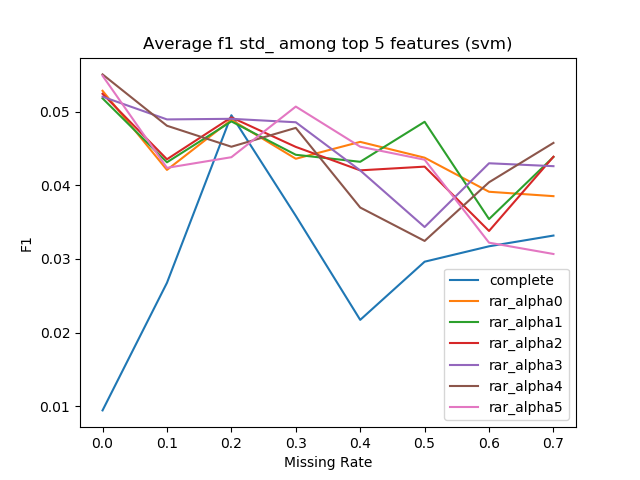 Average f1 std_ among top 5 features (svm)
F1
0.05
0.04
0.03
0.02
0.01
0.0 0.1 0.2 0.3 0.4 0.5 0.6 0.7
Missing Rate
complete
rar_alpha0
rar_alpha1
rar_alpha2
rar_alpha3
rar_alpha4
rar_alpha5